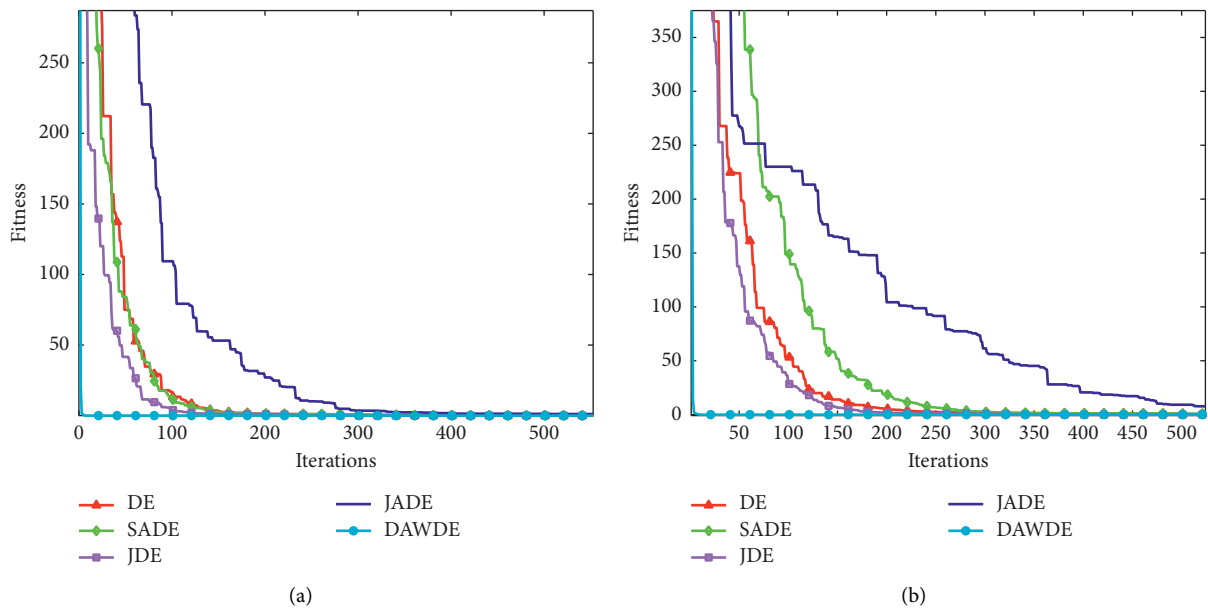 250
200
150
100
50
0
0 100 200 300 400 500
Fitness
Iterations
DE
SADE
JDE
JADE
DAWDE
(a)
350
300
250
200
150
100
50
0
50 100 150 200 250 300 350 400 450 500
Fitness
Iterations
DE
SADE
JDE
JADE
DAWDE
(b)